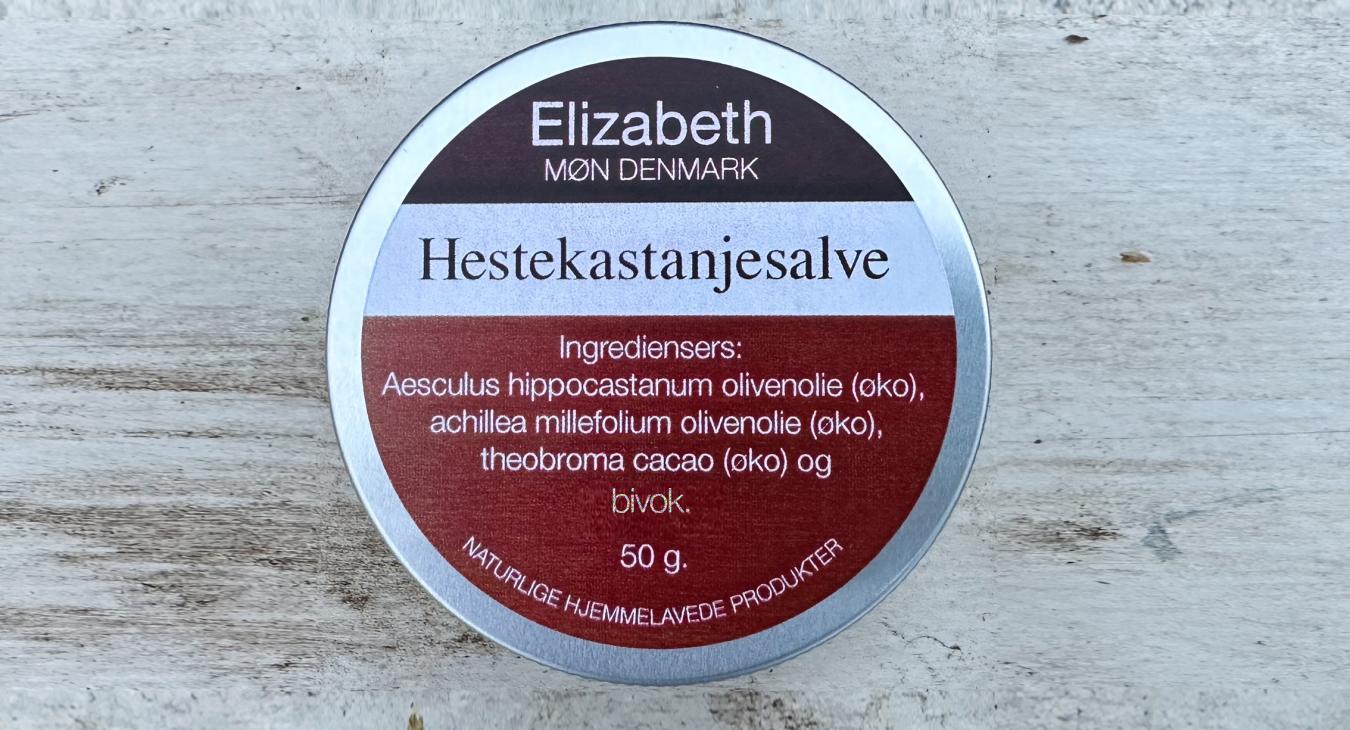 Elizabeth
MØN DENMARK
Hestekastanjesalve
Ingrediensers:
Aesculus hippocastanum olivenolie (øko),
achillea millefolium olivenolie (øko),
theobroma cacao (øko) og
bivok.
50 g.
NATURLIGE HJEMMELAVEDE PRODUKTER